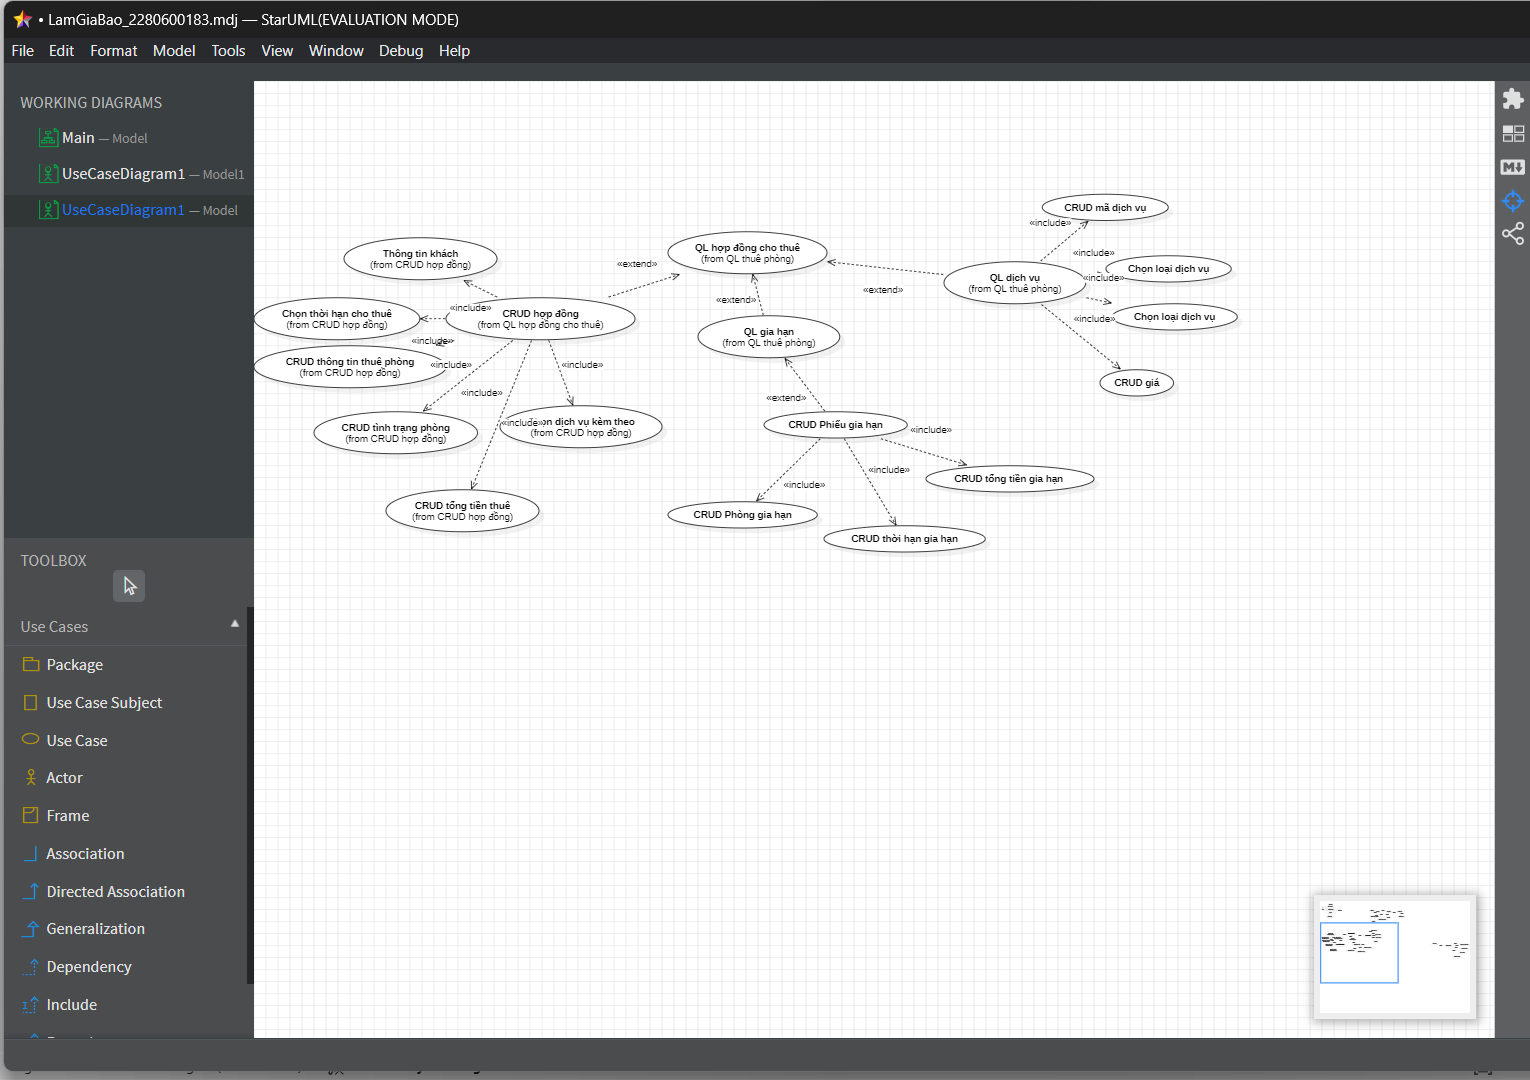 • LamGiaBao_2280600183.mdj — StarUML(EVALUATION MODE)
File Edit Format Model Tools View Window Debug Help
WORKING DIAGRAMS
Main — Model
UseCaseDiagram1 — Model1
UseCaseDiagram1 — Model
TOOLBOX
Use Cases
Package
Use Case Subject
Use Case
Actor
Frame
Association
Directed Association
Generalization
Dependency
Include
Thông tin khách
(from CRUD hợp đồng)
Chọn thời hạn cho thuê
(from CRUD hợp đồng)
CRUD thông tin thuê phòng
(from CRUD hợp đồng)
CRUD tình trạng phòng
(from CRUD hợp đồng)
CRUD tổng tiền thuê
(from CRUD hợp đồng)
CRUD hợp đồng
(from QL hợp đồng cho thuê)
dịch vụ kèm theo
(from CRUD hợp đồng)
«include»
«include»
«include»
«include»
«include»
«include»
«extend»
QL hợp đồng cho thuê
(from QL thuê phòng)
«extend»
«extend»
QL gia hạn
(from QL thuê phòng)
«extend»
CRUD Phiếu gia hạn
«include»
«include»
«include»
CRUD tổng tiền gia hạn
CRUD Phòng gia hạn
CRUD thời hạn gia hạn
QL dịch vụ
(from QL thuê phòng)
CRUD mã dịch vụ
«include»
«include»
Chọn loại dịch vụ
«include»
Chọn loại dịch vụ
«include»
CRUD giá
M